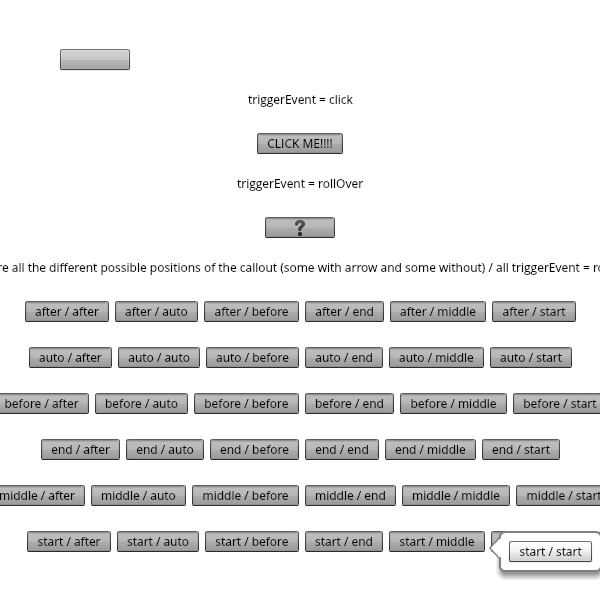 triggerEvent = click
CLICK ME!!!!
triggerEvent = rollOver
?
all the different possible positions of the callout (some with arrow and some without) / all triggerEvent =
after / after after / auto after / before after / end after / middle after / start
auto / after auto / auto auto / before auto / end auto / middle auto / start
before / after before / auto before / before before / end before / middle before / start
end / after end / auto end / before end / end end / middle end / start
middle / after middle / auto middle / before middle / end middle / middle middle / start
start / after start / auto start / before start / end start / middle start / start